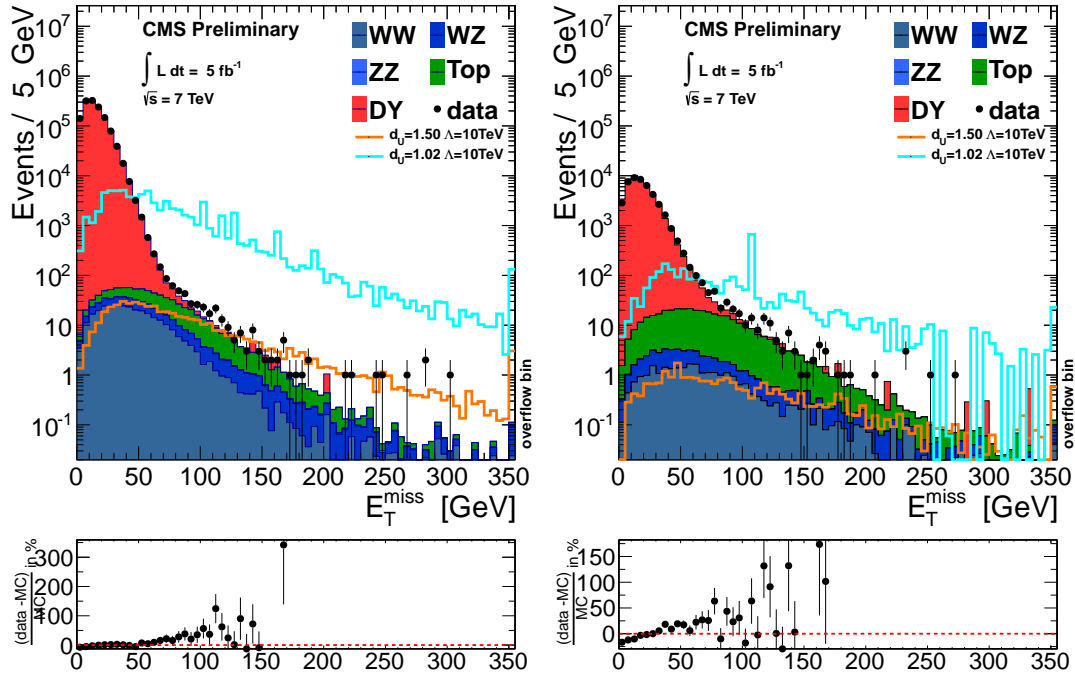 CMS Preliminary
∫ L dt = 5 fb⁻¹
√s = 7 TeV
WW WZ
ZZ Top
DY data
d_U=1.50 Λ=10TeV
d_U=1.02 Λ=10TeV
Events / 5 GeV
10⁷
10⁶
10⁵
10⁴
10³
10²
10
1
10⁻¹
0 50 100 150 200 250 300 350
E_T^miss [GeV]
overflow bin
(data -MC) in %
MC
300
200
100
0
0 50 100 150 200 250 300 350
CMS Preliminary
∫ L dt = 5 fb⁻¹
√s = 7 TeV
WW WZ
ZZ Top
DY data
d_U=1.50 Λ=10TeV
d_U=1.02 Λ=10TeV
Events / 5 GeV
10⁷
10⁶
10⁵
10⁴
10³
10²
10
1
10⁻¹
0 50 100 150 200 250 300 350
E_T^miss [GeV]
overflow bin
(data -MC) in %
MC
150
100
50
0
0 50 100 150 200 250 300 350